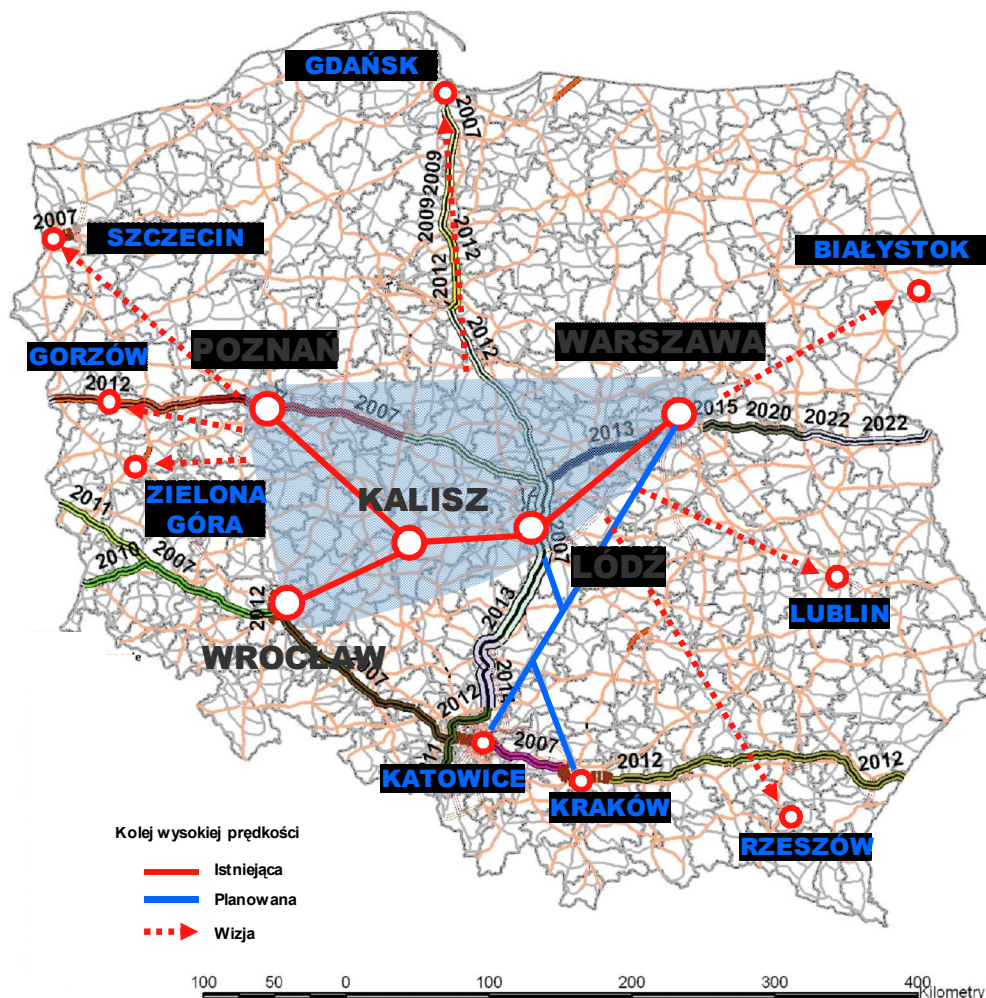 GDAŃSK
2007
2009
2009
2012
2012
2012
2007
SZCZECIN
BIAŁYSTOK
POZNAŃ
WARSZAWA
GORZÓW
2012
2007
2013
2015
2020
2022
2022
ZIELONA
GÓRA
KALISZ
2007
ŁÓDŹ
2011
2010
2007
2012
2013
LUBLIN
WROCŁAW
2012
2007
2012
KATOWICE
KRAKÓW
2012
RZESZÓW
Kolej wysokiej prędkości
Istniejąca
Planowana
Wizja
100 50 0 100 200 300 400
Kilometry